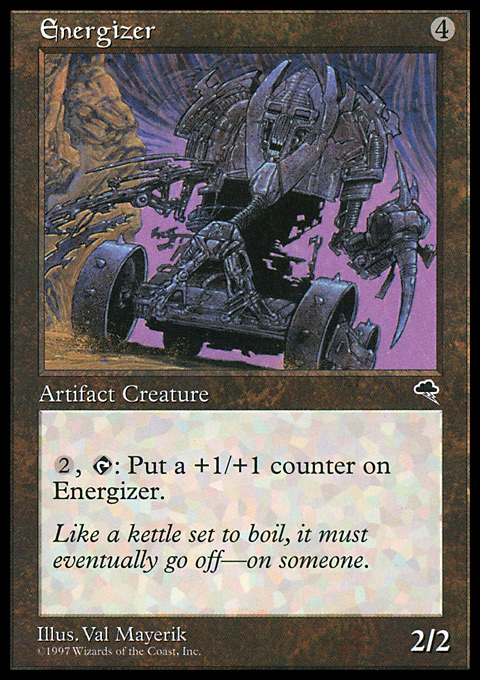 Energizer 4
Artifact Creature
2, : Put a +1/+1 counter on
Energizer.
Like a kettle set to boil, it must
eventually go off—on someone.
Illus. Val Mayerik
©1997 Wizards of the Coast, Inc. 2/2